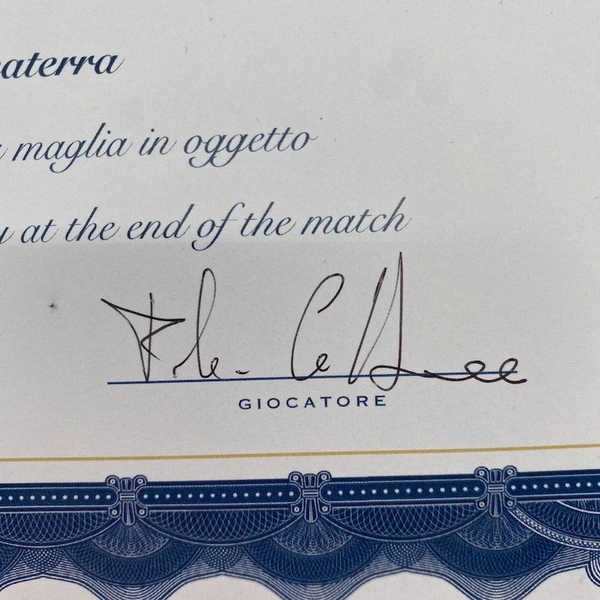 aterra
maglia in oggetto
y at the end of the match
GIOCATORE